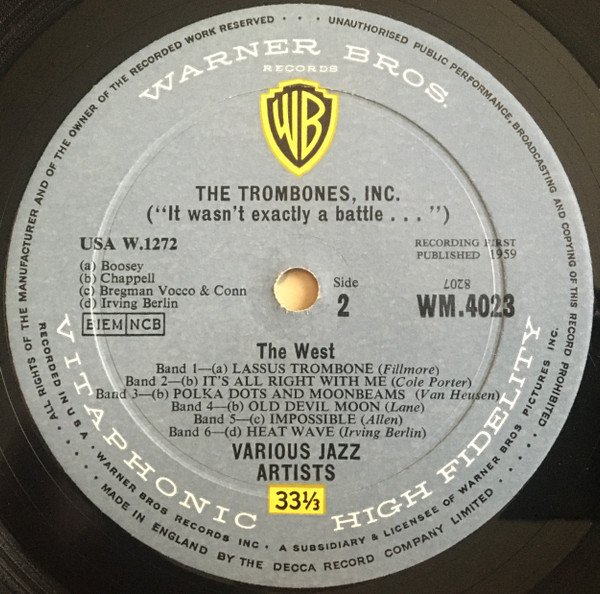 ALL RIGHTS OF THE MANUFACTURER AND OF THE OWNER OF THE RECORDED WORK RESERVED · · · UNAUTHORISED PUBLIC PERFORMANCE, BROADCASTING AND COPYING OF THIS RECORD PROHIBITED
WARNER BROS.
RECORDS
WB
THE TROMBONES, INC.
("It wasn't exactly a battle . . .")
USA W.1272
(a) Boosey
(b) Chappell
(c) Bregman Vocco & Conn
(d) Irving Berlin
BIEM NCB
RECORDING FIRST
PUBLISHED 1959
Side
2
8207
WM.4023
The West
Band 1—(a) LASSUS TROMBONE (Fillmore)
Band 2—(b) IT'S ALL RIGHT WITH ME (Cole Porter)
Band 3—(b) POLKA DOTS AND MOONBEAMS (Van Heusen)
Band 4—(b) OLD DEVIL MOON (Lane)
Band 5—(c) IMPOSSIBLE (Allen)
Band 6—(d) HEAT WAVE (Irving Berlin)
VARIOUS JAZZ
ARTISTS
33⅓
VITAPHONIC HIGH FIDELITY
RECORDED IN U.S.A. · WARNER BROS RECORDS INC · A SUBSIDIARY & LICENSEE OF WARNER BROS PICTURES INC.
MADE IN ENGLAND BY THE DECCA RECORD COMPANY LIMITED